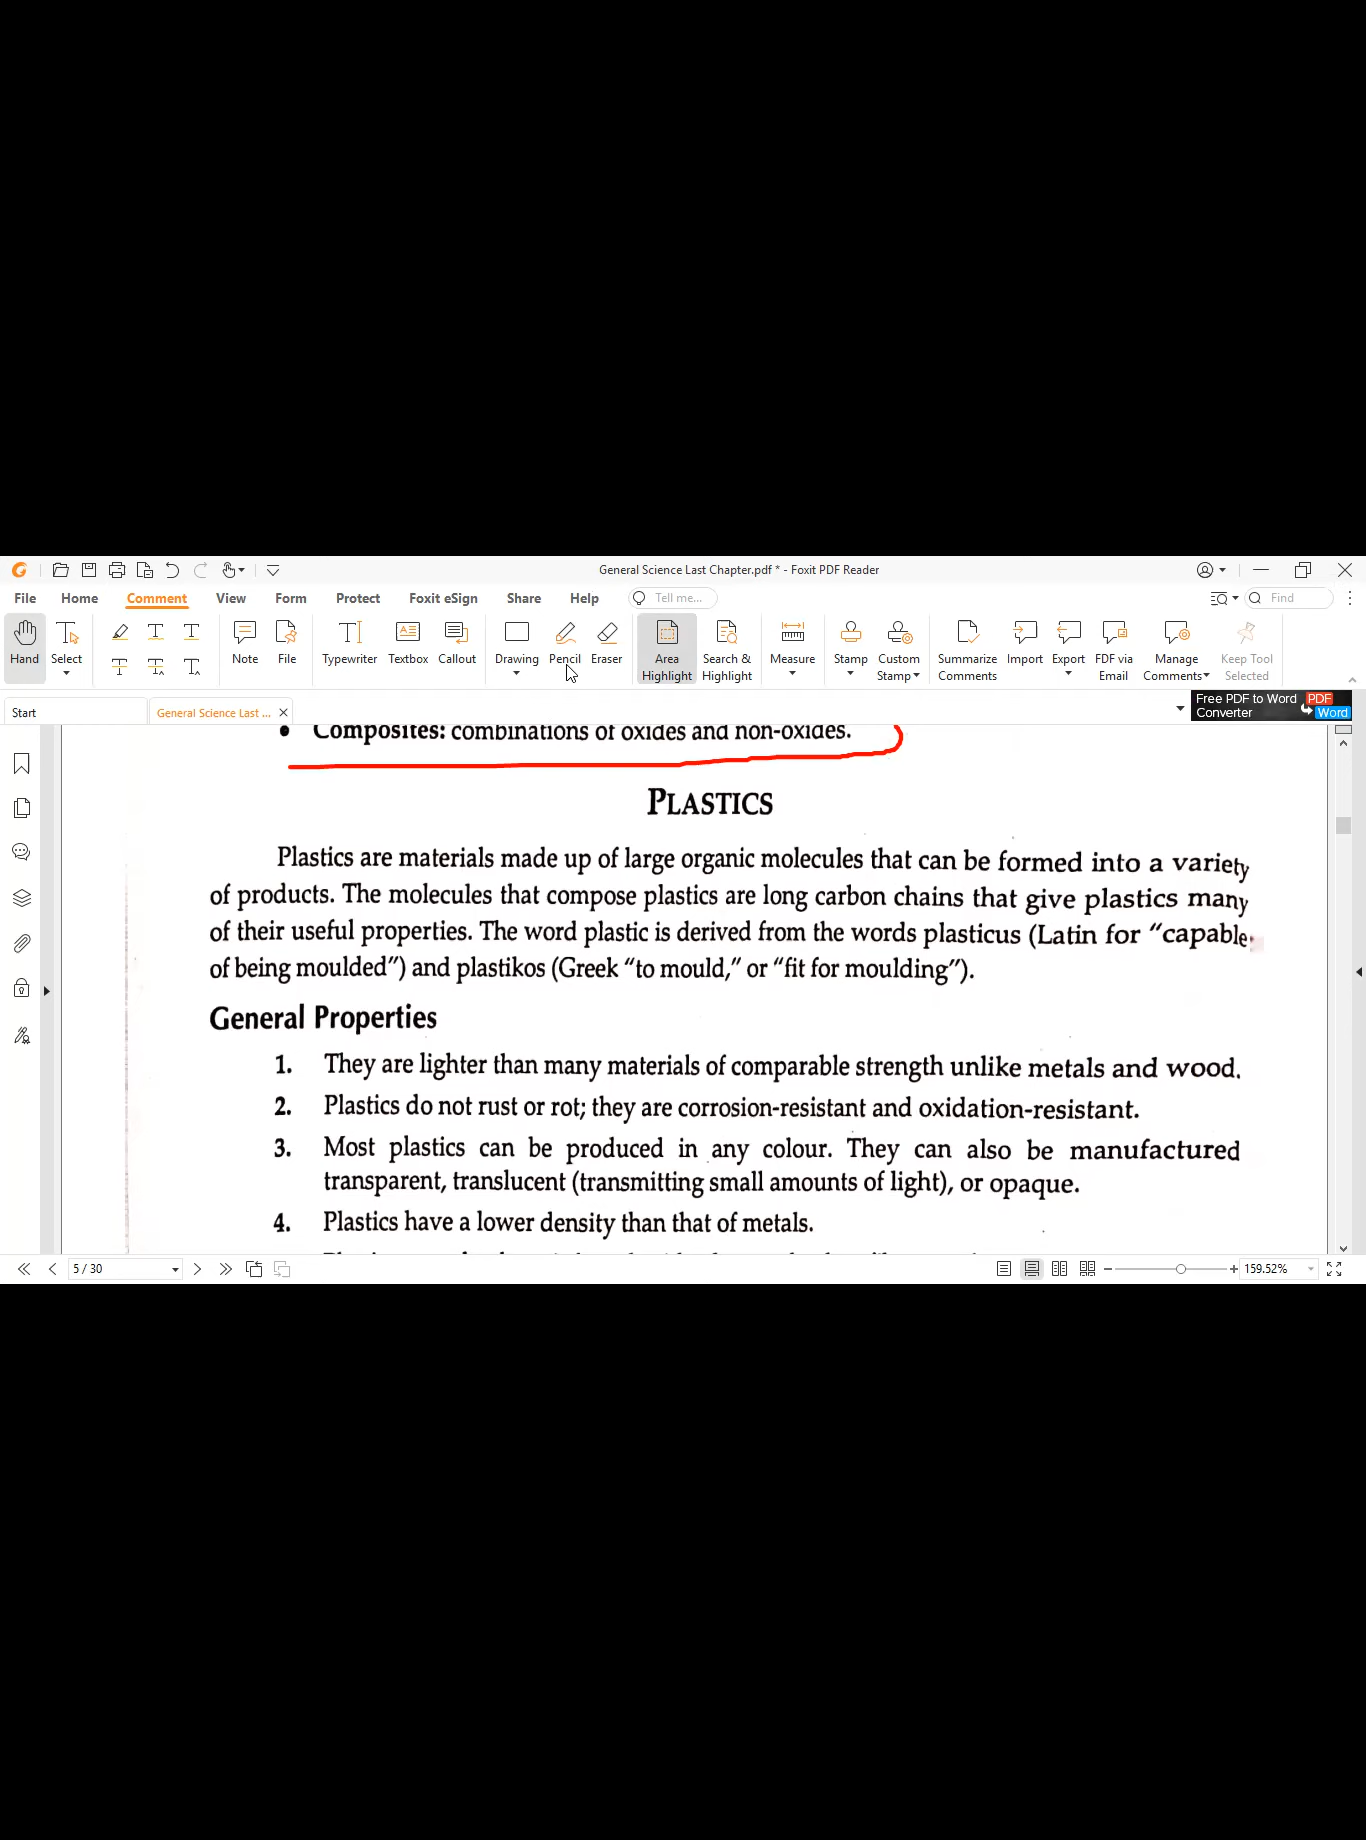 General Science Last Chapter.pdf * - Foxit PDF Reader
File Home Comment View Form Protect Foxit eSign Share Help Tell me... Find
Hand Select Note File Typewriter Textbox Callout Drawing Pencil Eraser Area Highlight Search & Highlight Measure Stamp Custom Stamp Summarize Comments Import Export FDF via Email Manage Comments Keep Tool Selected
Start General Science Last ... Free PDF to Word Converter PDF Word
• Composites: combinations of oxides and non-oxides.
PLASTICS
Plastics are materials made up of large organic molecules that can be formed into a variety
of products. The molecules that compose plastics are long carbon chains that give plastics many
of their useful properties. The word plastic is derived from the words plasticus (Latin for "capable
of being moulded") and plastikos (Greek "to mould," or "fit for moulding").
General Properties
1. They are lighter than many materials of comparable strength unlike metals and wood.
2. Plastics do not rust or rot; they are corrosion-resistant and oxidation-resistant.
3. Most plastics can be produced in any colour. They can also be manufactured
transparent, translucent (transmitting small amounts of light), or opaque.
4. Plastics have a lower density than that of metals.
5 / 30 159.52%